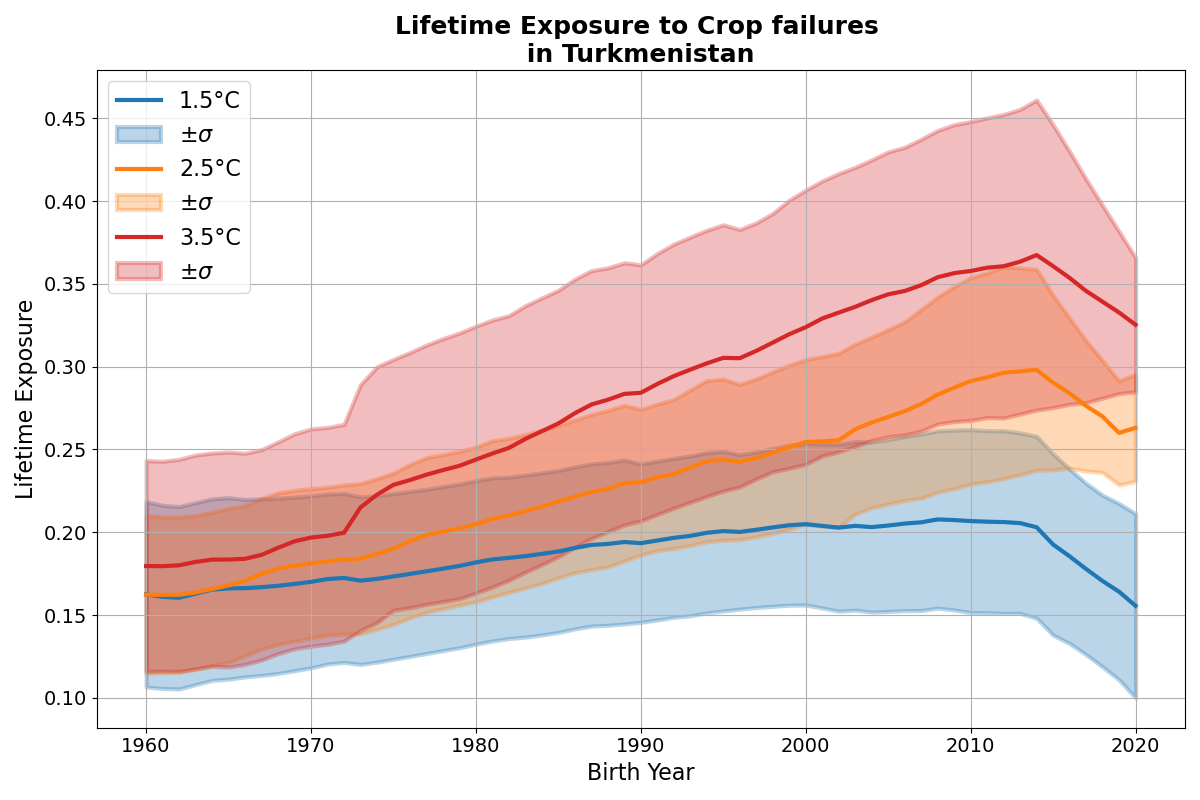 Lifetime Exposure to Crop failures
in Turkmenistan
1.5°C
±σ
2.5°C
±σ
3.5°C
±σ
Lifetime Exposure
0.45
0.40
0.35
0.30
0.25
0.20
0.15
0.10
1960 1970 1980 1990 2000 2010 2020
Birth Year